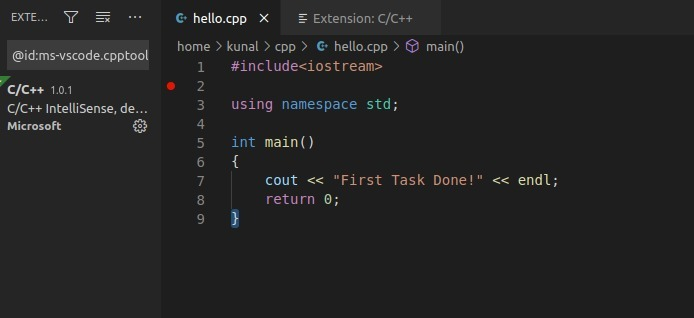 EXTE...
@id:ms-vscode.cpptool
C/C++ 1.0.1
C/C++ IntelliSense, de...
Microsoft
hello.cpp
Extension: C/C++
home > kunal > cpp > hello.cpp > main()
1 #include<iostream>
2
3 using namespace std;
4
5 int main()
6 {
7 cout << "First Task Done!" << endl;
8 return 0;
9 }